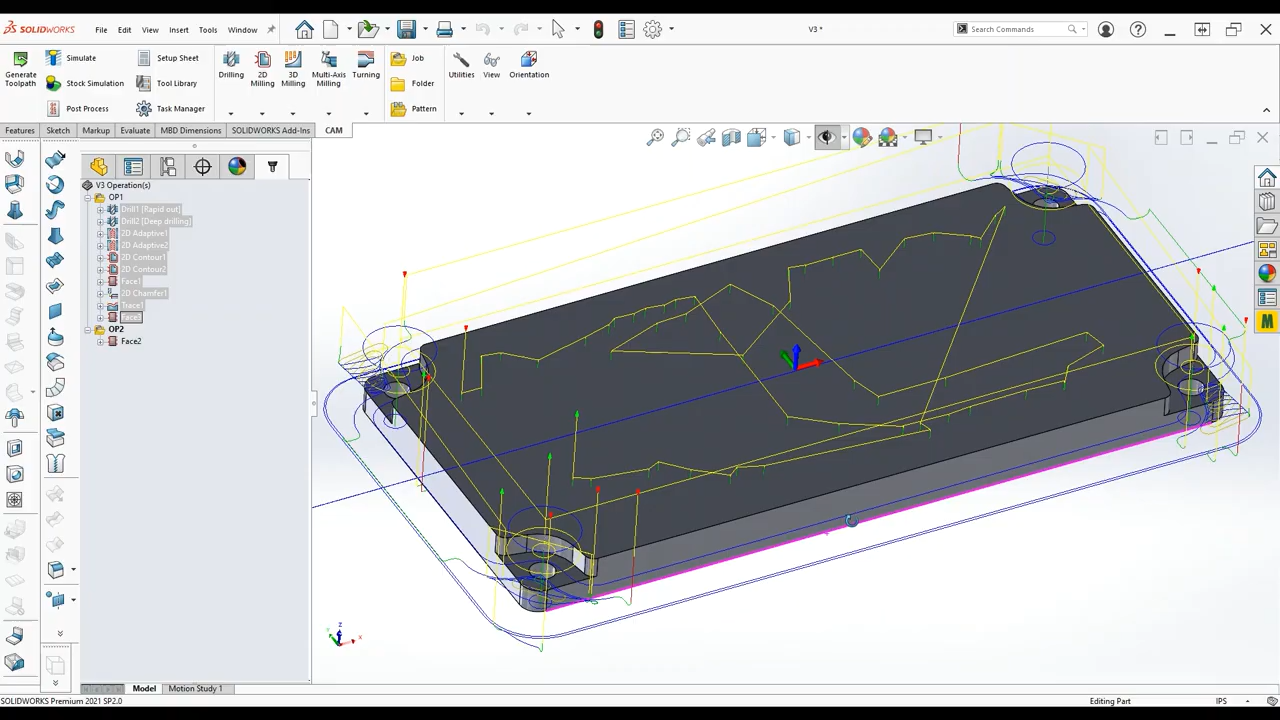 SOLIDWORKS
File Edit View Insert Tools Window
V3 *
Search Commands
Generate Toolpath
Simulate
Stock Simulation
Post Process
Setup Sheet
Tool Library
Task Manager
Drilling
2D Milling
3D Milling
Multi-Axis Milling
Turning
Job
Folder
Pattern
Utilities
View
Orientation
Features Sketch Markup Evaluate MBD Dimensions SOLIDWORKS Add-Ins CAM
V3 Operation(s)
OP1
Drill1 [Rapid out]
Drill2 [Deep drilling]
2D Adaptive1
2D Adaptive2
2D Contour1
2D Contour2
Face1
2D Chamfer1
Trace1
OP2
Face2
M
Z
X
Model Motion Study 1
SOLIDWORKS Premium 2021 SP2.0
Editing Part
IPS